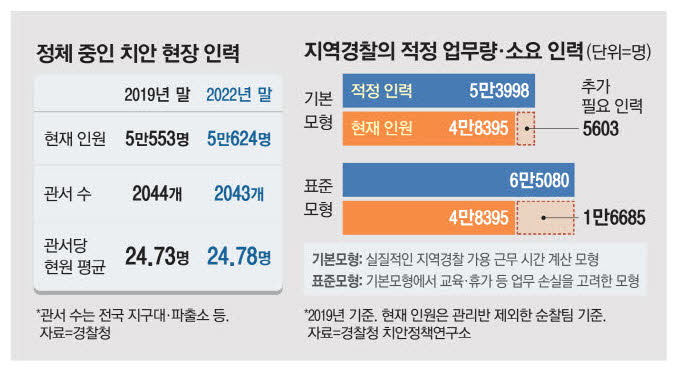 정체 중인 치안 현장 인력
2019년 말 2022년 말
현재 인원 5만553명 5만624명
관서 수 2044개 2043개
관서당
현원 평균 24.73명 24.78명
*관서 수는 전국 지구대·파출소 등.
자료=경찰청
지역경찰의 적정 업무량·소요 인력(단위=명)
기본
모형
적정 인력 5만3998
현재 인원 4만8395
추가
필요 인력
5603
표준
모형
6만5080
4만8395
1만6685
기본모형: 실질적인 지역경찰 가용 근무 시간 계산 모형
표준모형: 기본모형에서 교육·휴가 등 업무 손실을 고려한 모형
*2019년 기준. 현재 인원은 관리반 제외한 순찰팀 기준.
자료=경찰청 치안정책연구소